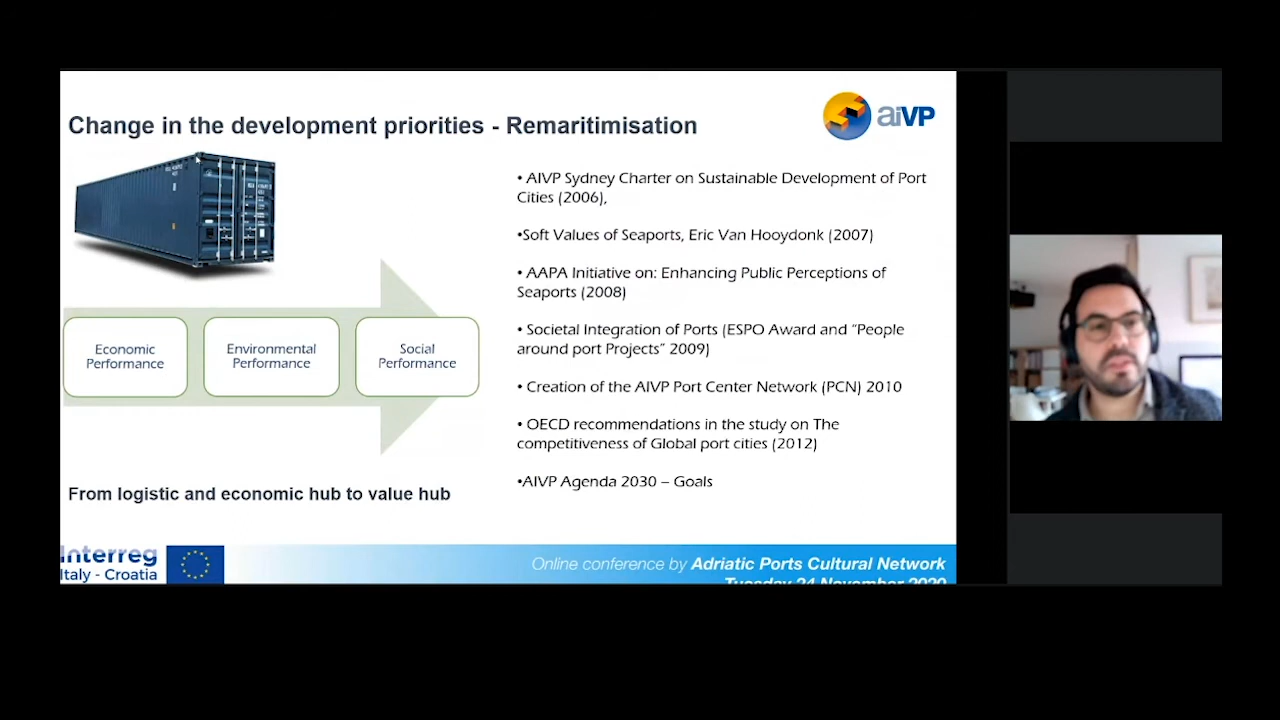 Change in the development priorities - Remaritimisation
aiVP
• AIVP Sydney Charter on Sustainable Development of Port
Cities (2006),
•Soft Values of Seaports, Eric Van Hooydonk (2007)
• AAPA Initiative on: Enhancing Public Perceptions of
Seaports (2008)
• Societal Integration of Ports (ESPO Award and “People
around port Projects” 2009)
• Creation of the AIVP Port Center Network (PCN) 2010
• OECD recommendations in the study on The
competitiveness of Global port cities (2012)
•AIVP Agenda 2030 – Goals
Economic
Performance
Environmental
Performance
Social
Performance
From logistic and economic hub to value hub
Interreg
Italy - Croatia
Online conference by Adriatic Ports Cultural Network
Tuesday 24 November 2020